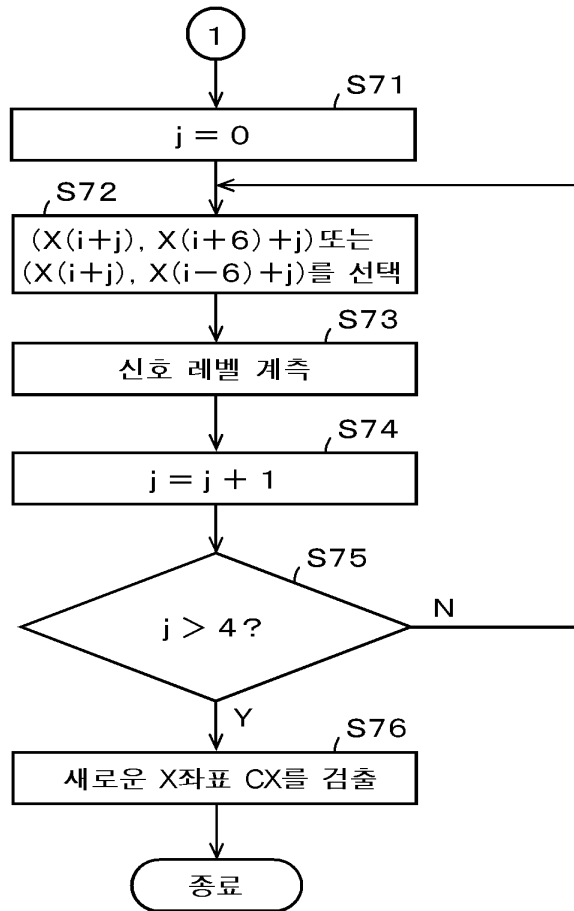 1
S71
j = 0
S72
(X(i+j), X(i+6)+j)또는
(X(i+j), X(i-6)+j)를 선택
S73
신호 레벨 계측
S74
j = j + 1
S75
j > 4?
N
Y
S76
새로운 X좌표 CX를 검출
종료